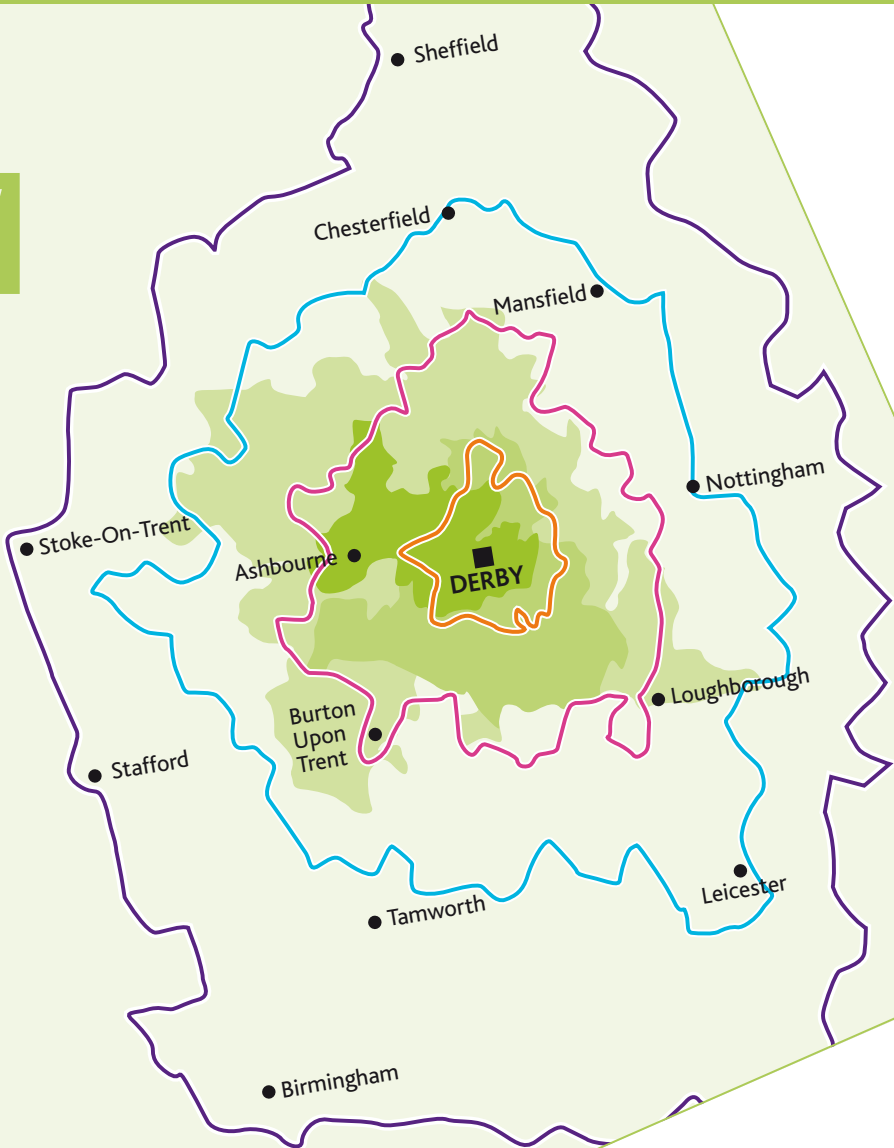 Sheffield
Chesterfield
Mansfield
Nottingham
Stoke-On-Trent
Ashbourne
DERBY
Loughborough
Burton
Upon
Trent
Stafford
Leicester
Tamworth
Birmingham